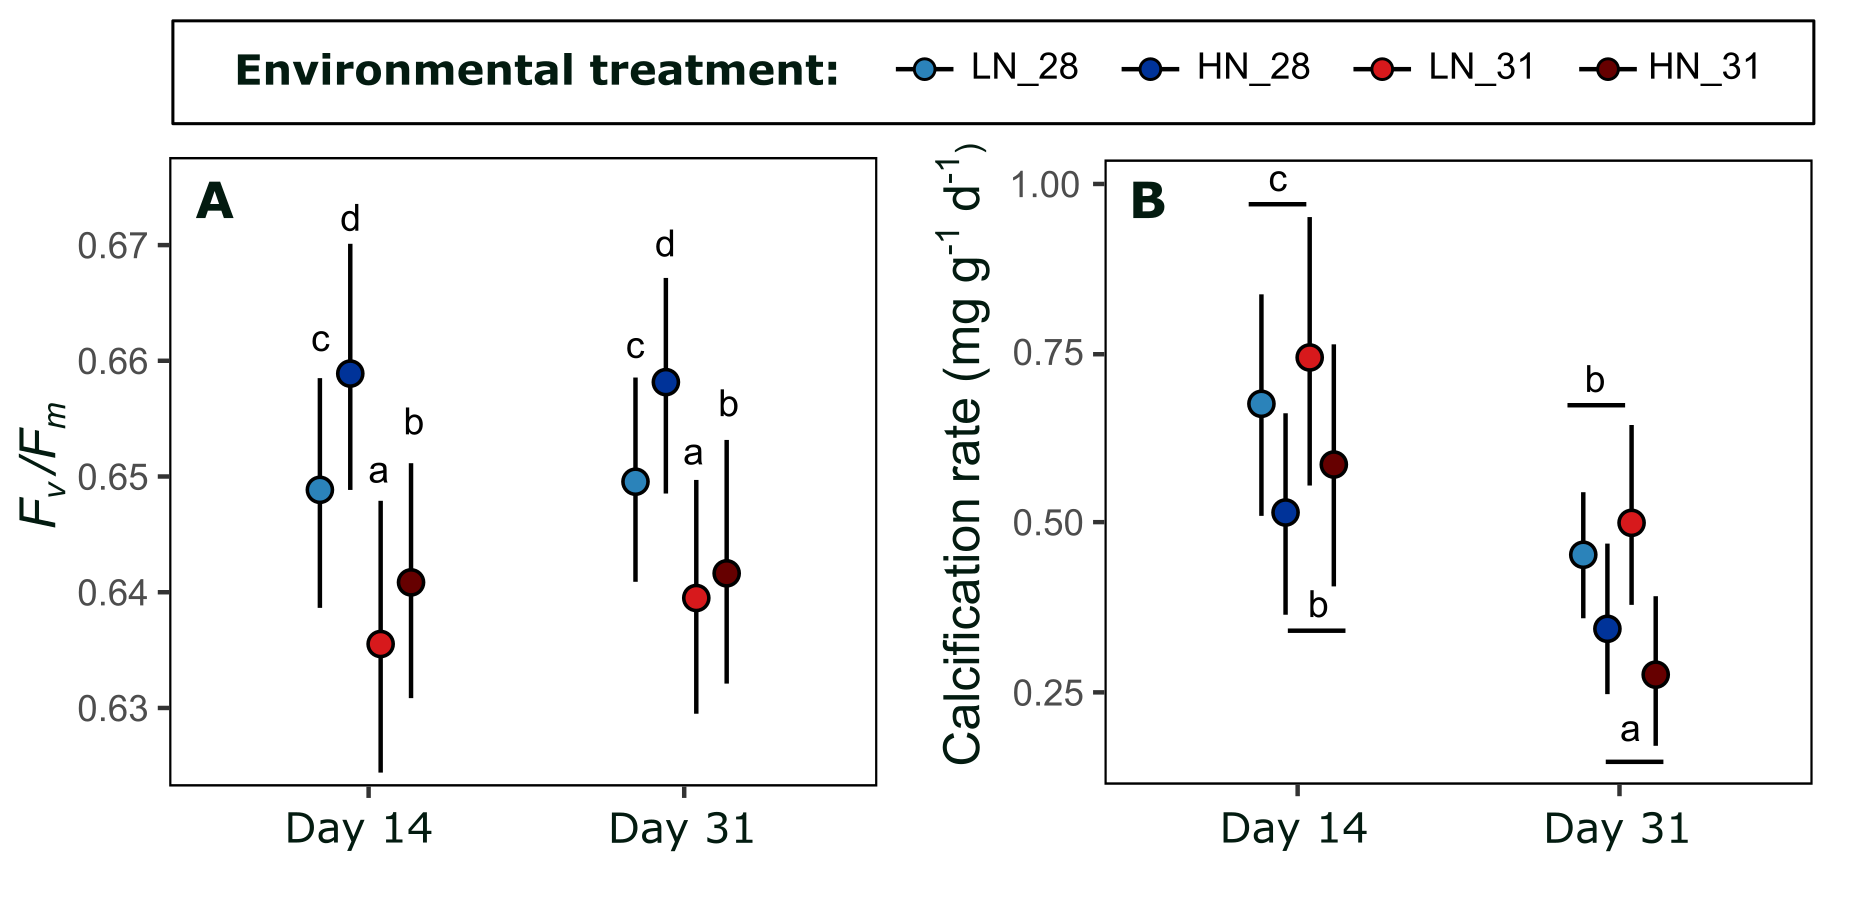 Environmental treatment: LN_28 HN_28 LN_31 HN_31
A
Fv/Fm
0.67
0.66
0.65
0.64
0.63
c
d
a
b
c
d
a
b
Day 14
Day 31
B
Calcification rate (mg g-1 d-1)
1.00
0.75
0.50
0.25
c
b
b
a
Day 14
Day 31